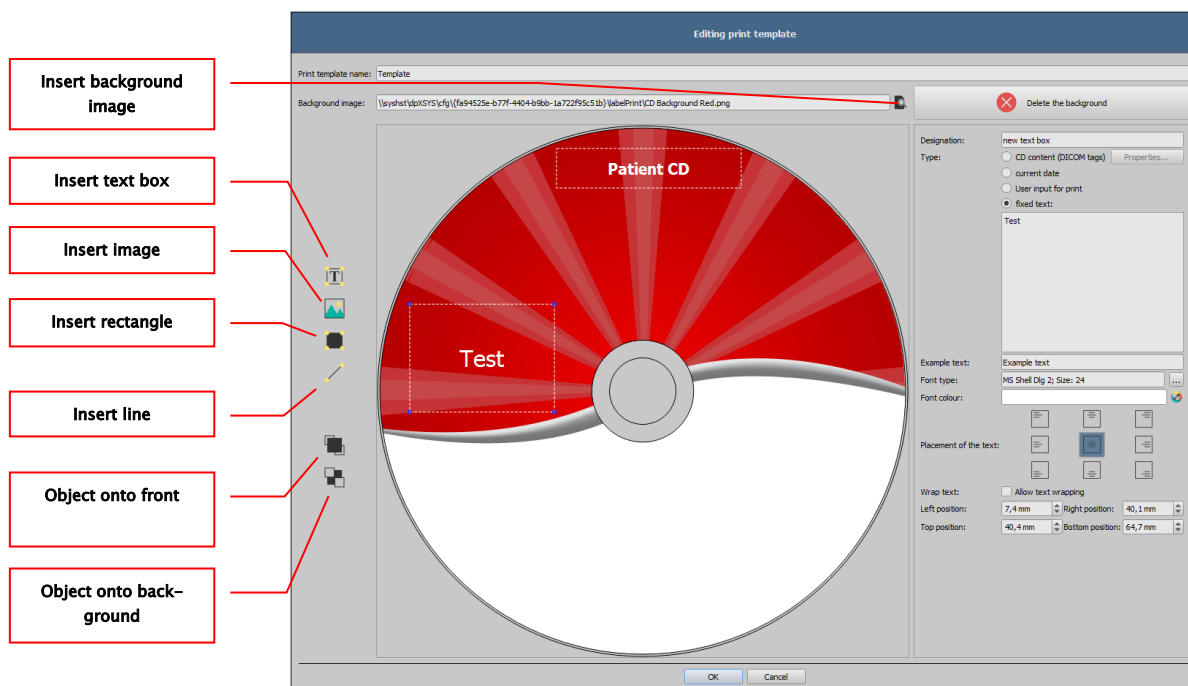 Editing print template
Insert background
image
Print template name: Template
Background image: \\syshst\dpXSYS\cfg\{fa94525e-b77f-4404-b9bb-1a722f95c51b}\labelPrint\CD Background Red.png
Delete the background
Insert text box
Insert image
Insert rectangle
Insert line
Object onto front
Object onto back-
ground
Patient CD
T
Test
Designation: new text box
Type: CD content (DICOM tags) Properties...
current date
User input for print
fixed text:
Test
Example text: Example text
Font type: MS Shell Dlg 2; Size: 24 ...
Font colour:
Placement of the text:
Wrap text: Allow text wrapping
Left position: 7,4 mm Right position: 40,1 mm
Top position: 40,4 mm Bottom position: 64,7 mm
OK Cancel